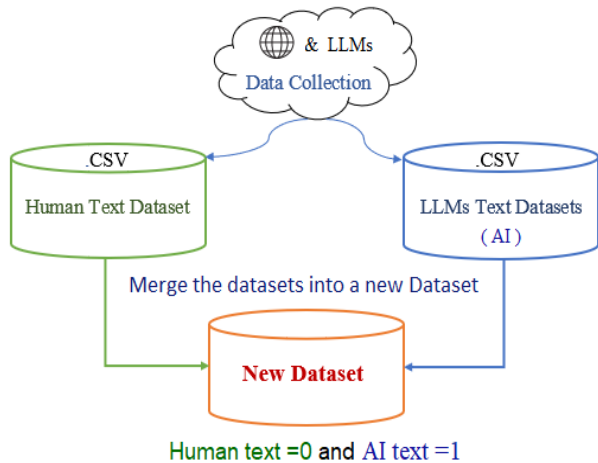 & LLMs
Data Collection
.CSV
Human Text Dataset
.CSV
LLMs Text Datasets
( AI )
Merge the datasets into a new Dataset
New Dataset
Human text =0 and AI text =1